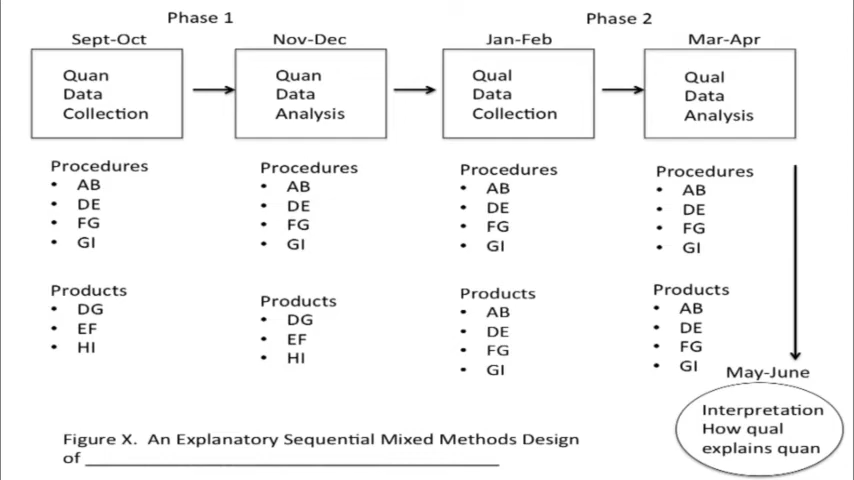 Phase 1
Phase 2
Sept-Oct
Nov-Dec
Jan-Feb
Mar-Apr
Quan
Data
Collection
Quan
Data
Analysis
Qual
Data
Collection
Qual
Data
Analysis
Procedures
• AB
• DE
• FG
• GI
Procedures
• AB
• DE
• FG
• GI
Procedures
• AB
• DE
• FG
• GI
Procedures
• AB
• DE
• FG
• GI
Products
• DG
• EF
• HI
Products
• DG
• EF
• HI
Products
• AB
• DE
• FG
• GI
Products
• AB
• DE
• FG
• GI
May-June
Interpretation
How qual
explains quan
Figure X. An Explanatory Sequential Mixed Methods Design
of ______________________________________________